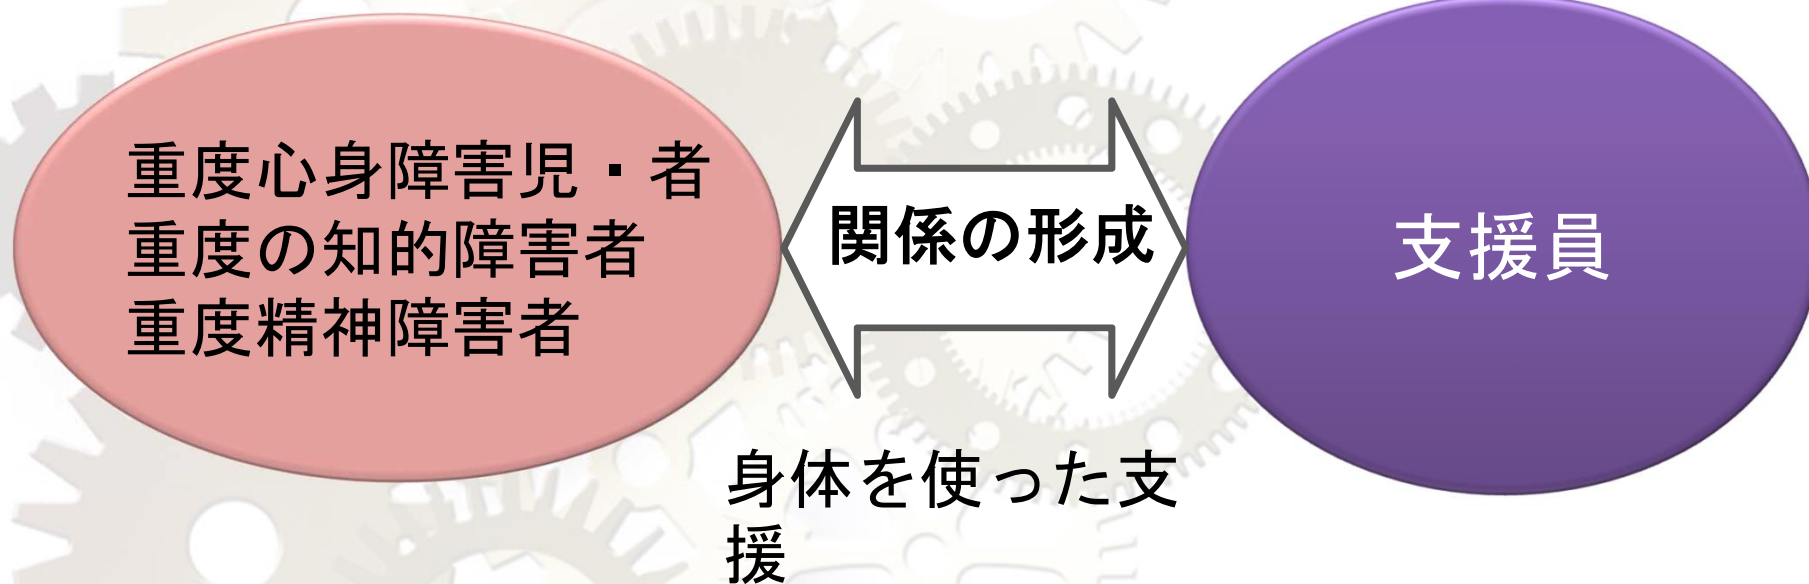 重度心身障害児・者
重度の知的障害者
重度精神障害者
関係の形成
支援員
身体を使った支
援